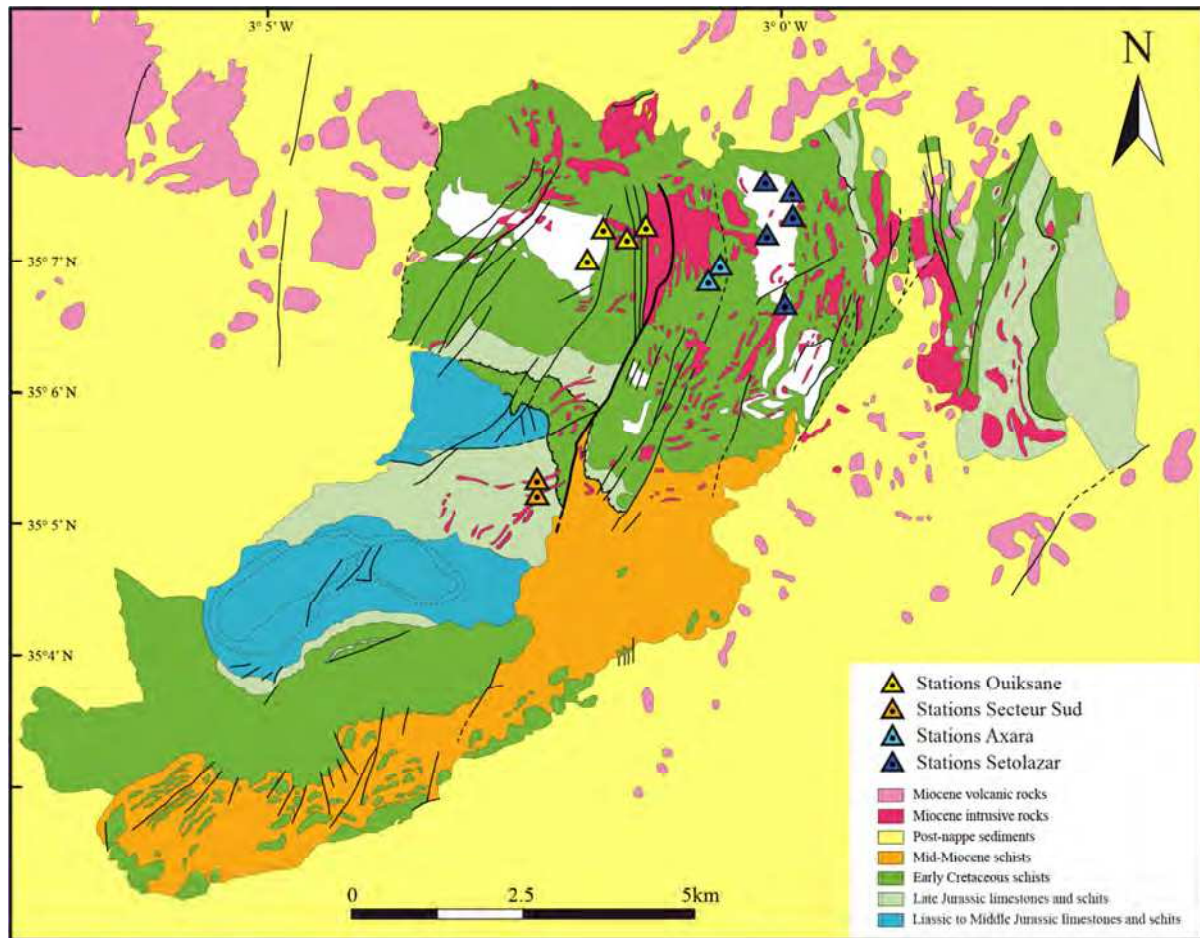 3° 5' W
3° 0' W
N
35° 7' N
35° 6' N
35° 5' N
35° 4' N
Stations Ouiksane
Stations Secteur Sud
Stations Axara
Stations Setolazar
Miocene volcanic rocks
Miocene intrusive rocks
Post-nappe sediments
Mid-Miocene schists
Early Cretaceous schists
Late Jurassic limestones and schits
Liassic to Middle Jurassic limestones and schits
0 2.5 5km